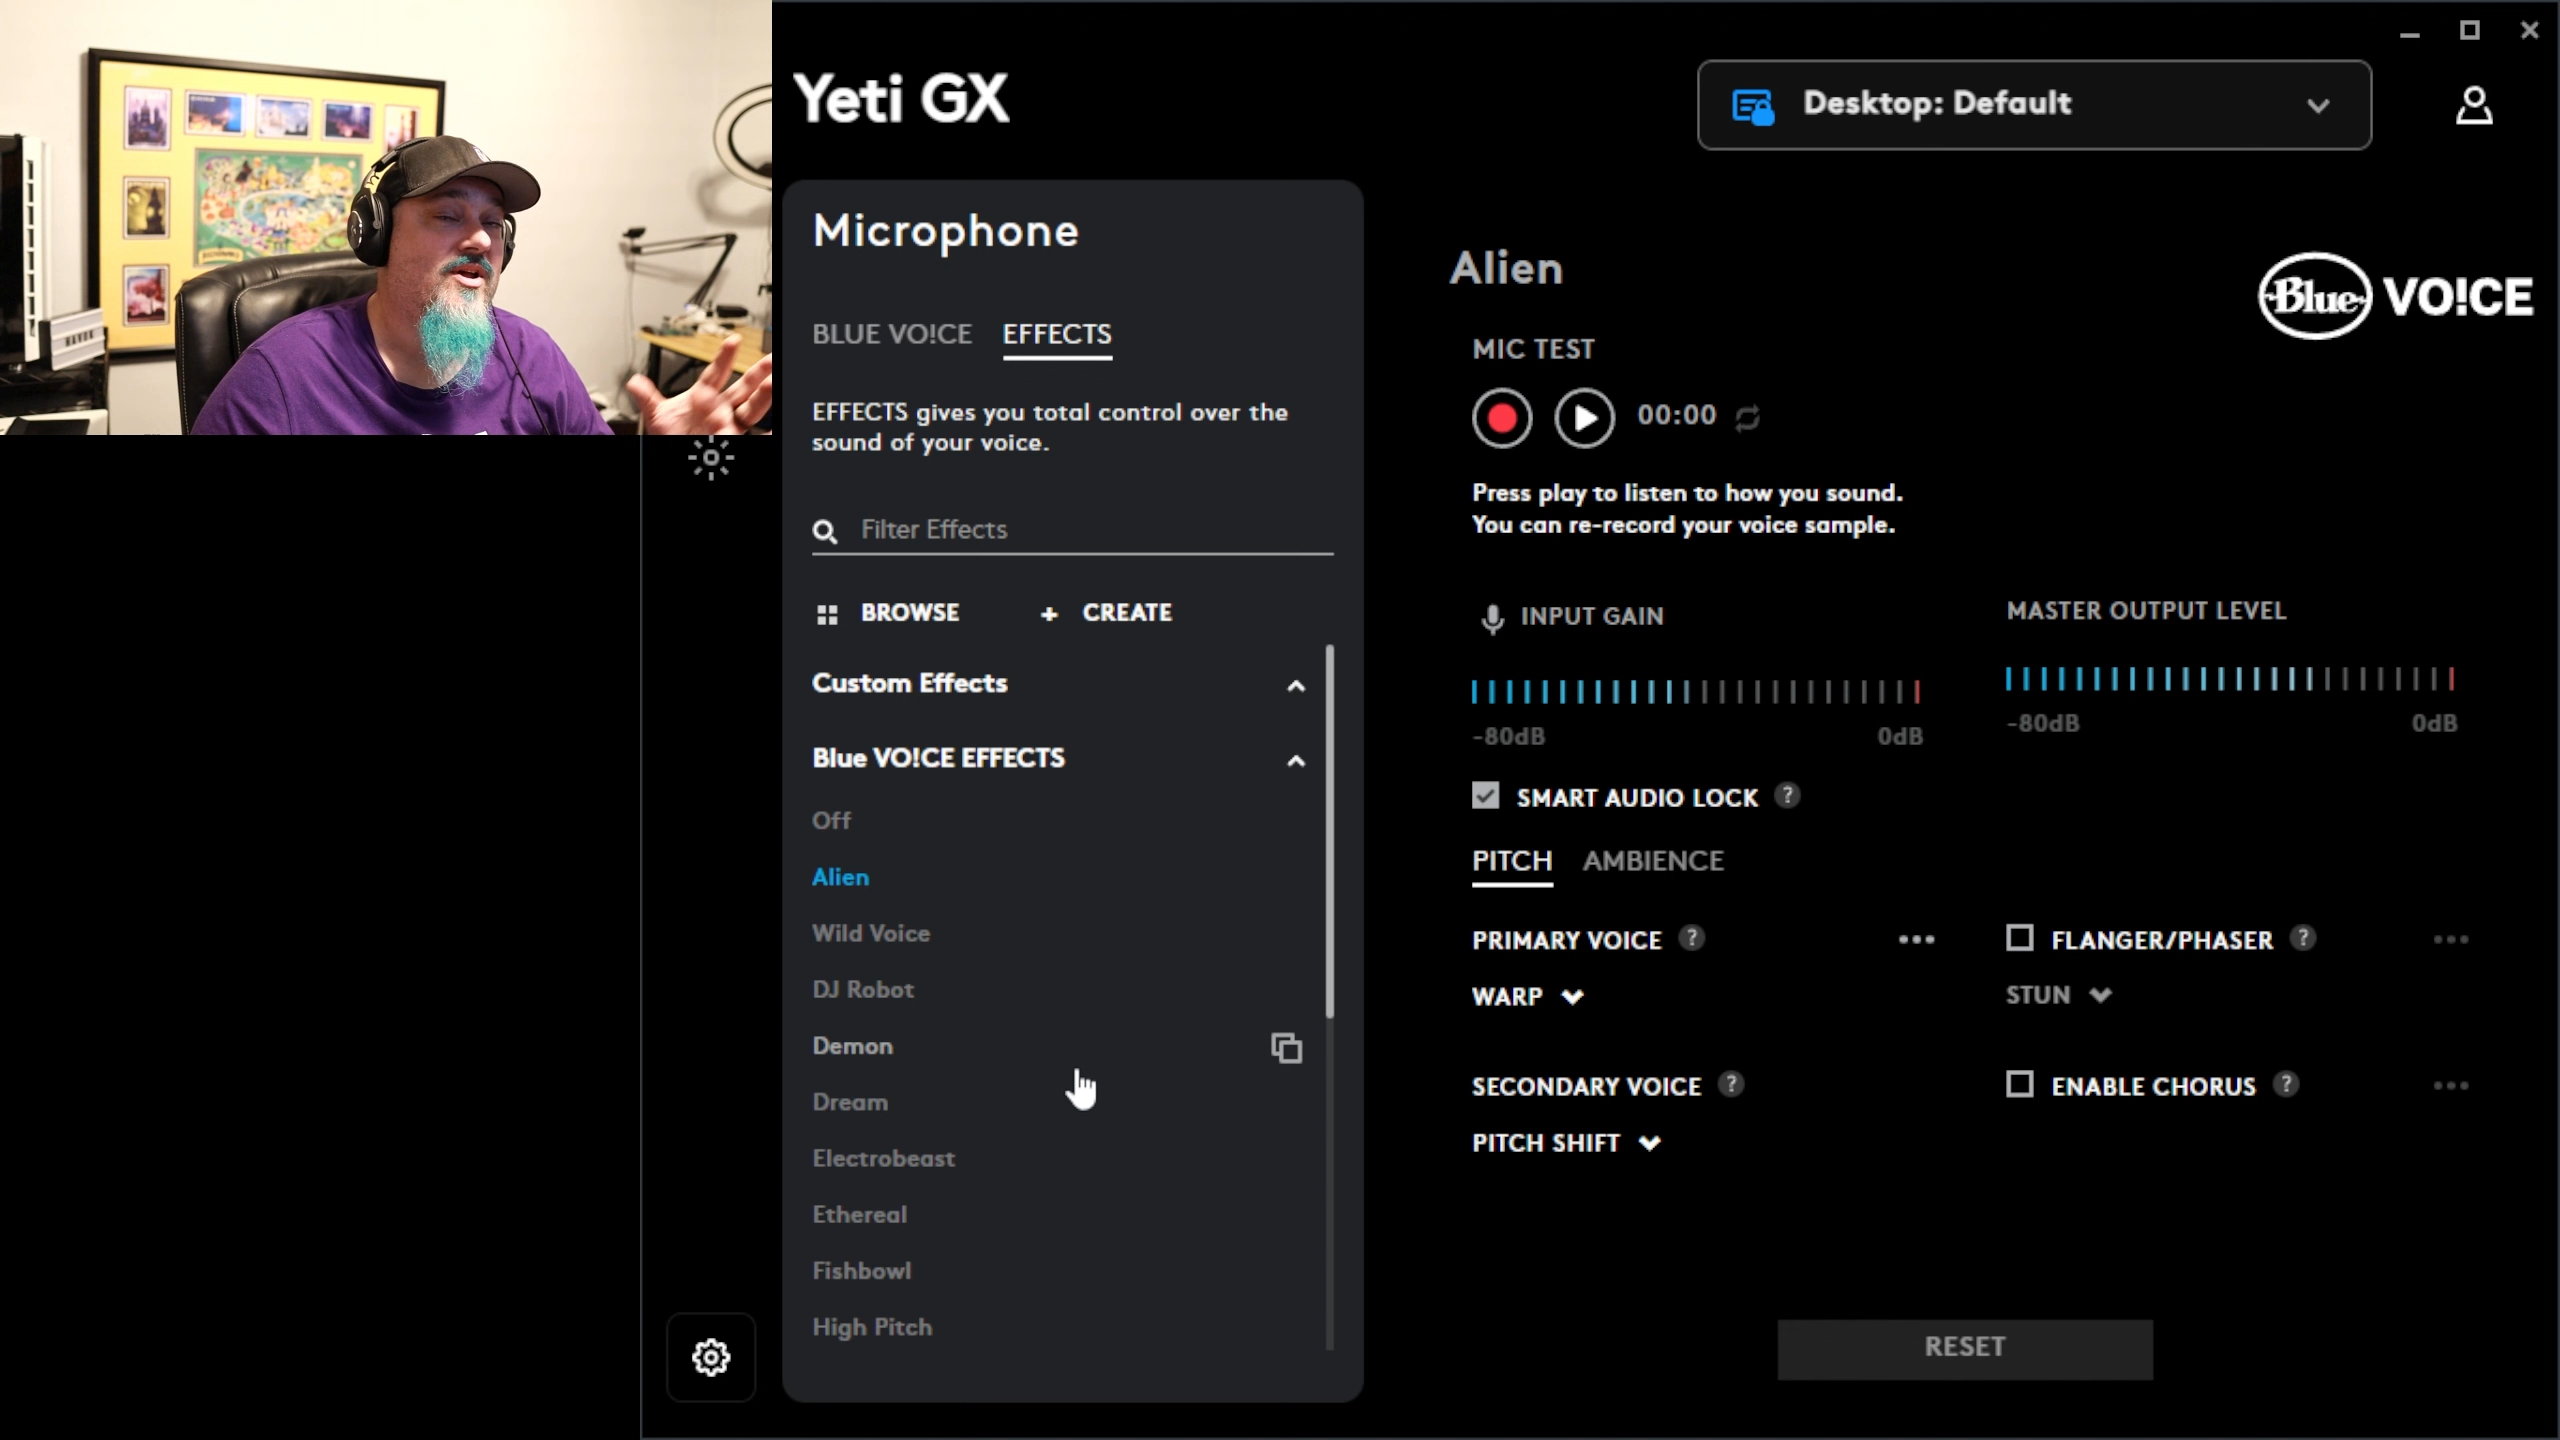 Yeti GX
Desktop: Default
Microphone
BLUE VO!CE EFFECTS
EFFECTS gives you total control over the
sound of your voice.
Filter Effects
BROWSE + CREATE
Custom Effects
Blue VO!CE EFFECTS
Off
Alien
Wild Voice
DJ Robot
Demon
Dream
Electrobeast
Ethereal
Fishbowl
High Pitch
Alien
Blue VO!CE
MIC TEST
00:00
Press play to listen to how you sound.
You can re-record your voice sample.
INPUT GAIN
-80dB 0dB
MASTER OUTPUT LEVEL
-80dB 0dB
SMART AUDIO LOCK ?
PITCH AMBIENCE
PRIMARY VOICE ? ...
WARP
FLANGER/PHASER ? ...
STUN
SECONDARY VOICE ?
PITCH SHIFT
ENABLE CHORUS ? ...
RESET